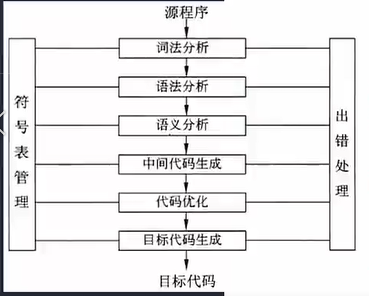 源程序
词法分析
语法分析
语义分析
中间代码生成
代码优化
目标代码生成
目标代码
符号表管理
出错处理